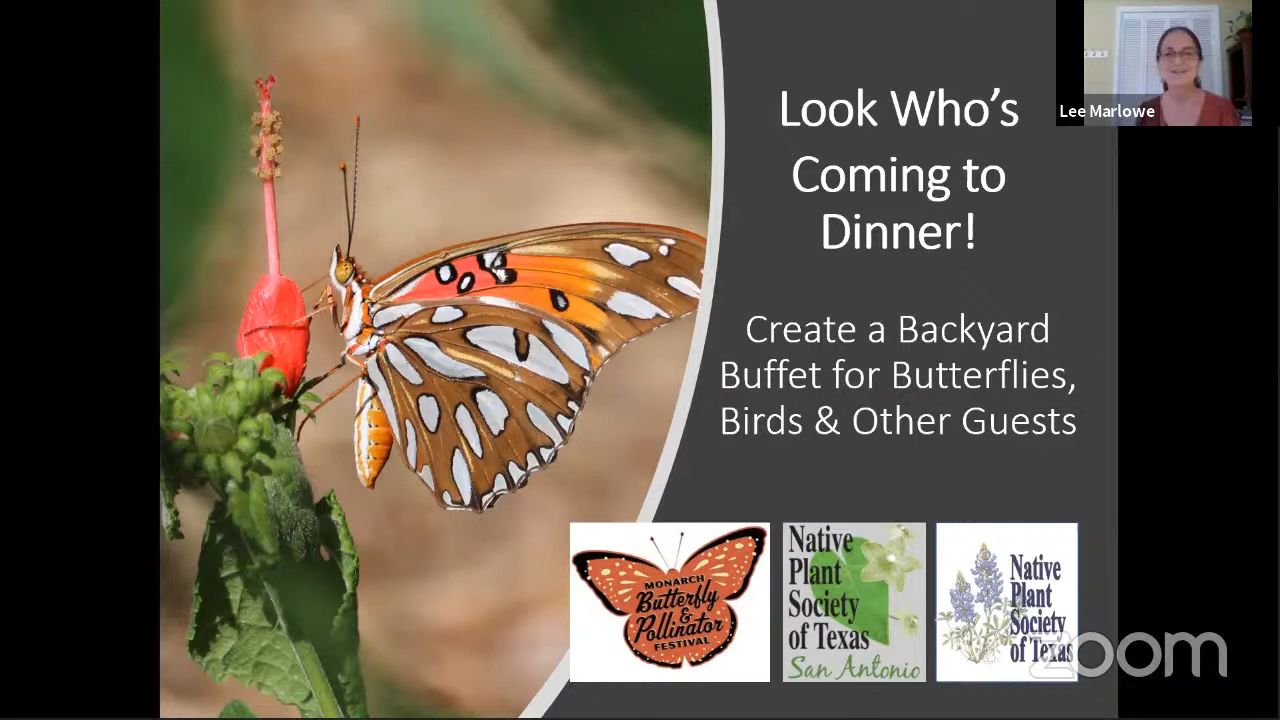 Look Who's
Coming to
Dinner!
Lee Marlowe
Create a Backyard
Buffet for Butterflies,
Birds & Other Guests
MONARCH
Butterfly
&
Pollinator
FESTIVAL
Native
Plant
Society
of Texas
San Antonio
Native
Plant
Society
of Texas
zoom